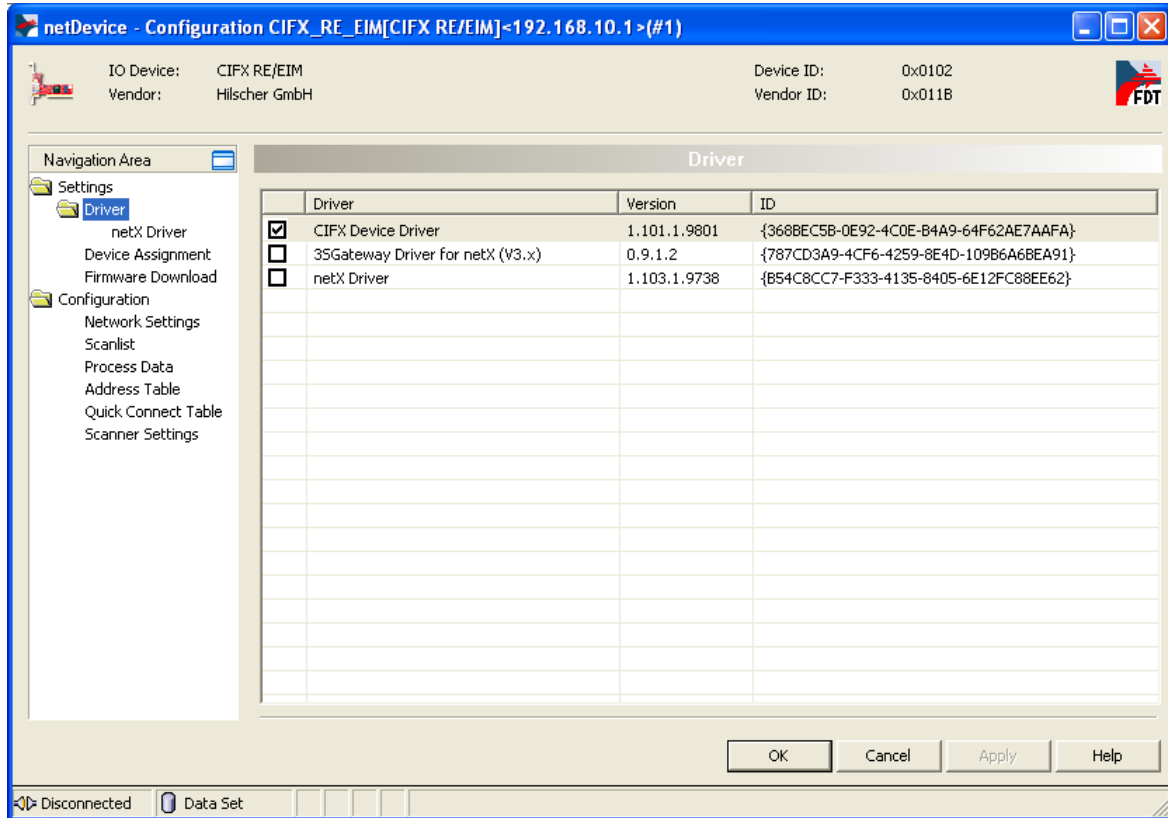 netDevice - Configuration CIFX_RE_EIM[CIFX RE/EIM]<192.168.10.1>(#1)
IO Device: CIFX RE/EIM Device ID: 0x0102
Vendor: Hilscher GmbH Vendor ID: 0x011B
FDT
Navigation Area
Settings
Driver
netX Driver
Device Assignment
Firmware Download
Configuration
Network Settings
Scanlist
Process Data
Address Table
Quick Connect Table
Scanner Settings
Driver
Driver Version ID
CIFX Device Driver 1.101.1.9801 {368BEC5B-0E92-4C0E-B4A9-64F62AE7AAFA}
3SGateway Driver for netX (V3.x) 0.9.1.2 {787CD3A9-4CF6-4259-8E4D-109B6A6BEA91}
netX Driver 1.103.1.9738 {B54C8CC7-F333-4135-8405-6E12FC88EE62}
OK Cancel Apply Help
Disconnected Data Set